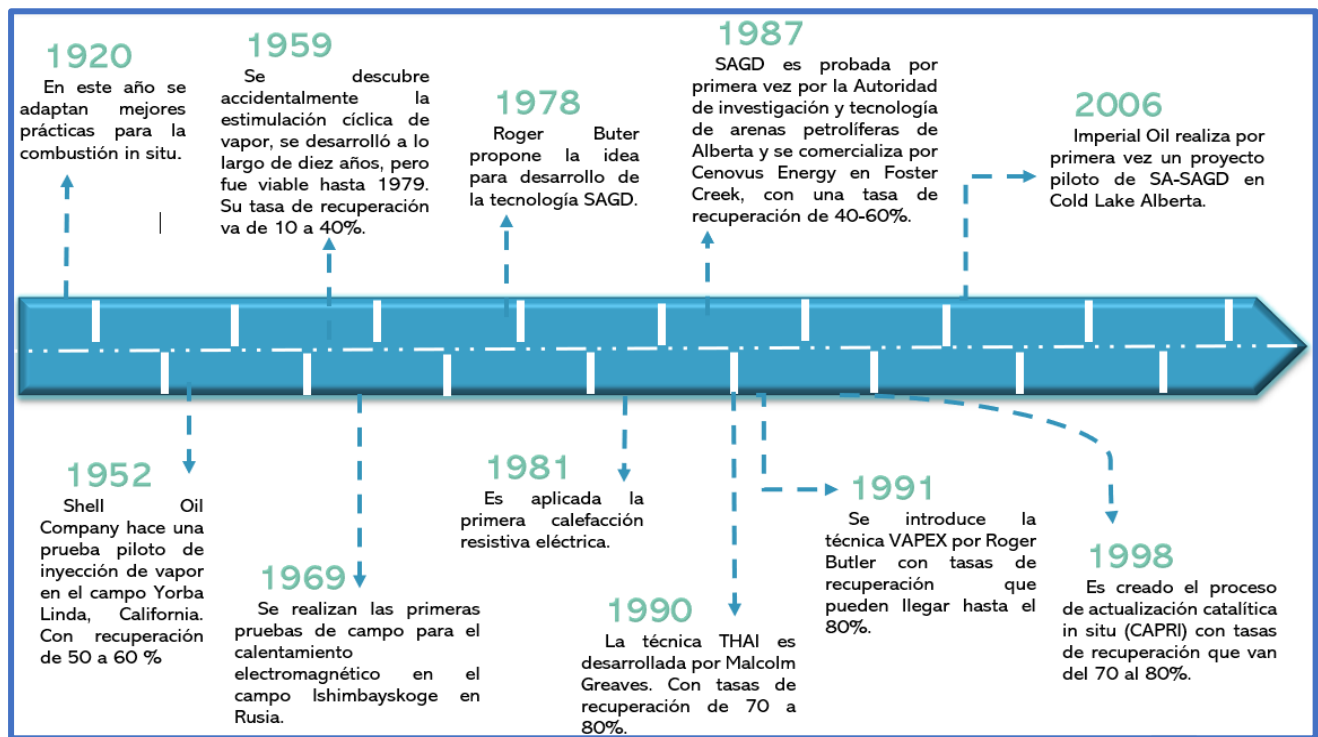 1920
En este año se
adaptan mejores
prácticas para la
combustión in situ.
1959
Se descubre
accidentalmente la
estimulación cíclica de
vapor, se desarrolló a lo
largo de diez años, pero
fue viable hasta 1979.
Su tasa de recuperación
va de 10 a 40%.
1978
Roger Buter
propone la idea
para desarrollo de
la tecnología SAGD.
1987
SAGD es probada por
primera vez por la Autoridad
de investigación y tecnología
de arenas petrolíferas de
Alberta y se comercializa por
Cenovus Energy en Foster
Creek, con una tasa de
recuperación de 40-60%.
2006
Imperial Oil realiza por
primera vez un proyecto
piloto de SA-SAGD en
Cold Lake Alberta.
1952
Shell Oil
Company hace una
prueba piloto de
inyección de vapor
en el campo Yorba
Linda, California.
Con recuperación
de 50 a 60 %
1969
Se realizan las primeras
pruebas de campo para el
calentamiento
electromagnético en el
campo Ishimbayskoge en
Rusia.
1981
Es aplicada la
primera calefacción
resistiva eléctrica.
1990
La técnica THAI es
desarrollada por Malcolm
Greaves. Con tasas de
recuperación de 70 a
80%.
1991
Se introduce la
técnica VAPEX por Roger
Butler con tasas de
recuperación que
pueden llegar hasta el
80%.
1998
Es creado el proceso
de actualización catalítica
in situ (CAPRI) con tasas
de recuperación que van
del 70 al 80%.